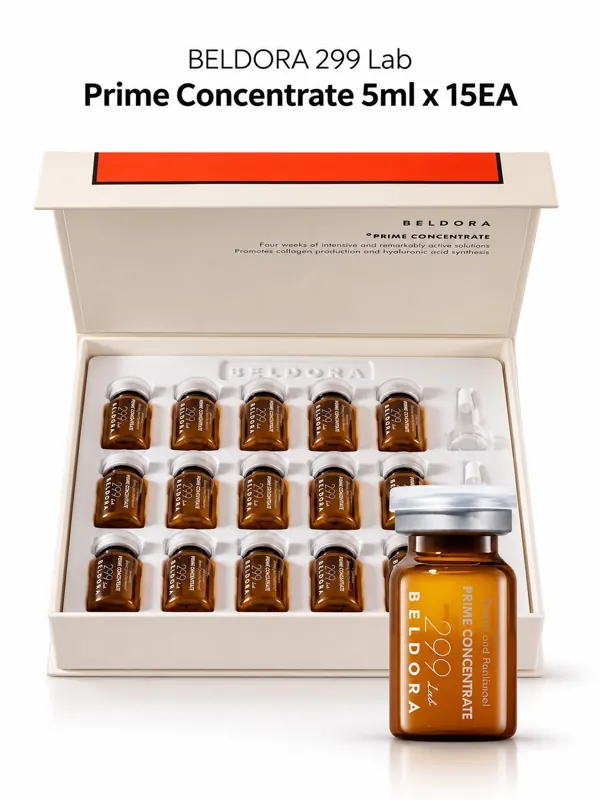 BELDORA 299 Lab
Prime Concentrate 5ml x 15EA
BELDORA
°PRIME CONCENTRATE
Four weeks of intensive and remarkably active solutions
Promotes collagen production and hyaluronic acid synthesis
BELDORA
PRIME CONCENTRATE
299 Lab
BELDORA